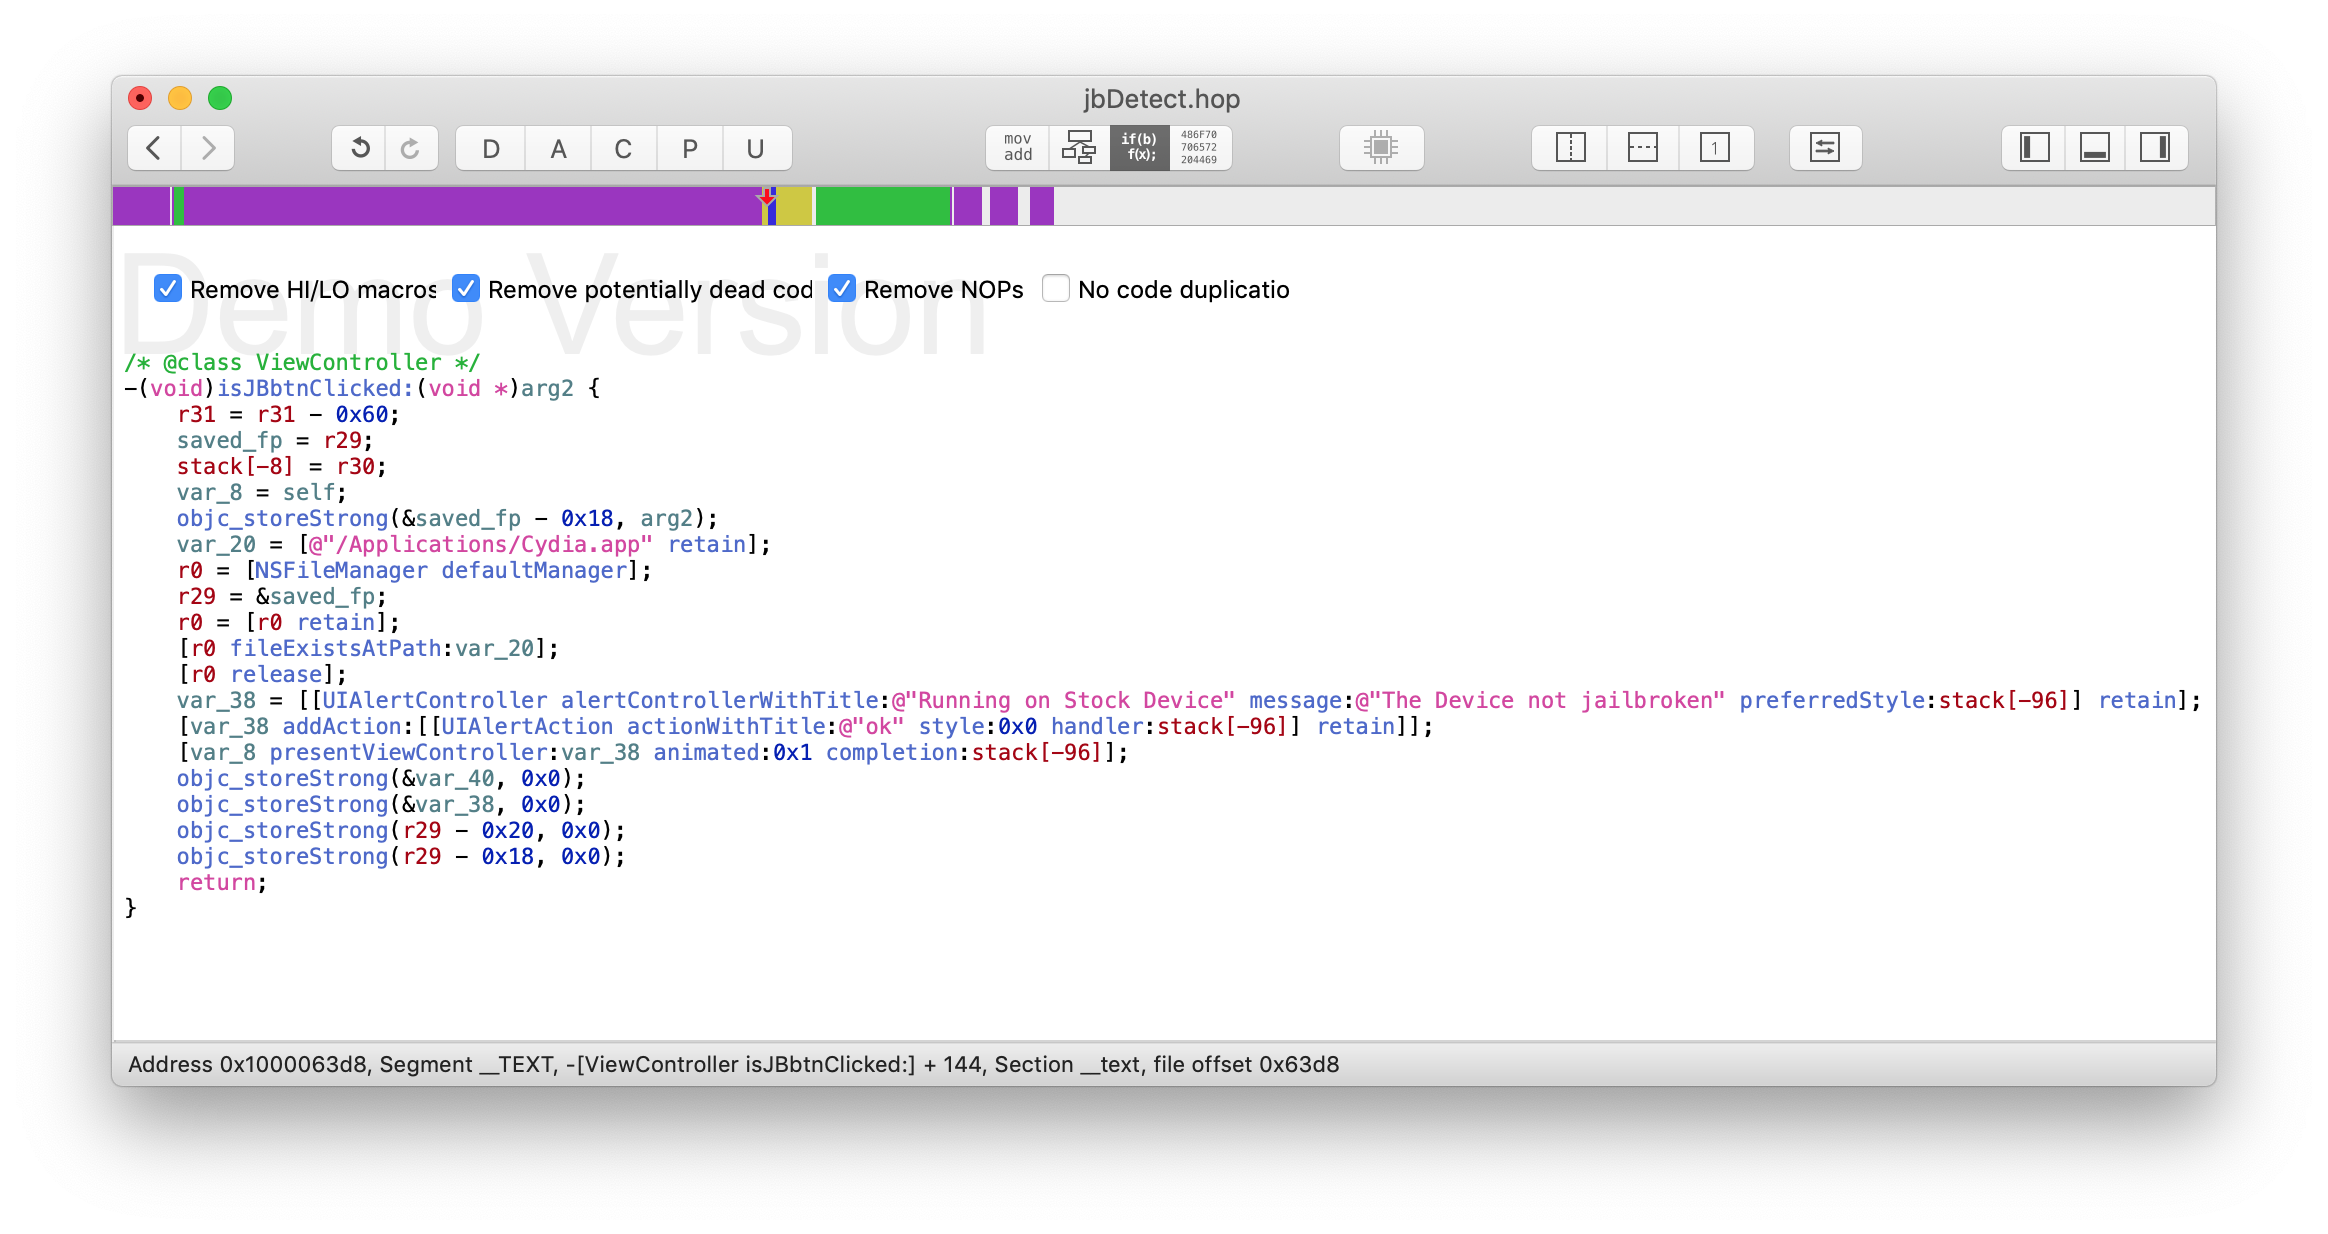 jbDetect.hop
D A C P U
mov
add
if(b)
f(x);
486F70
706572
204469
1
Demo Version
Remove HI/LO macros Remove potentially dead cod Remove NOPs No code duplicatio
/* @class ViewController */
-(void)isJBbtnClicked:(void *)arg2 {
    r31 = r31 - 0x60;
    saved_fp = r29;
    stack[-8] = r30;
    var_8 = self;
    objc_storeStrong(&saved_fp - 0x18, arg2);
    var_20 = [@"/Applications/Cydia.app" retain];
    r0 = [NSFileManager defaultManager];
    r29 = &saved_fp;
    r0 = [r0 retain];
    [r0 fileExistsAtPath:var_20];
    [r0 release];
    var_38 = [[UIAlertController alertControllerWithTitle:@"Running on Stock Device" message:@"The Device not jailbroken" preferredStyle:stack[-96]] retain];
    [var_38 addAction:[[UIAlertAction actionWithTitle:@"ok" style:0x0 handler:stack[-96]] retain]];
    [var_8 presentViewController:var_38 animated:0x1 completion:stack[-96]];
    objc_storeStrong(&var_40, 0x0);
    objc_storeStrong(&var_38, 0x0);
    objc_storeStrong(r29 - 0x20, 0x0);
    objc_storeStrong(r29 - 0x18, 0x0);
    return;
}
Address 0x1000063d8, Segment __TEXT, -[ViewController isJBbtnClicked:] + 144, Section __text, file offset 0x63d8